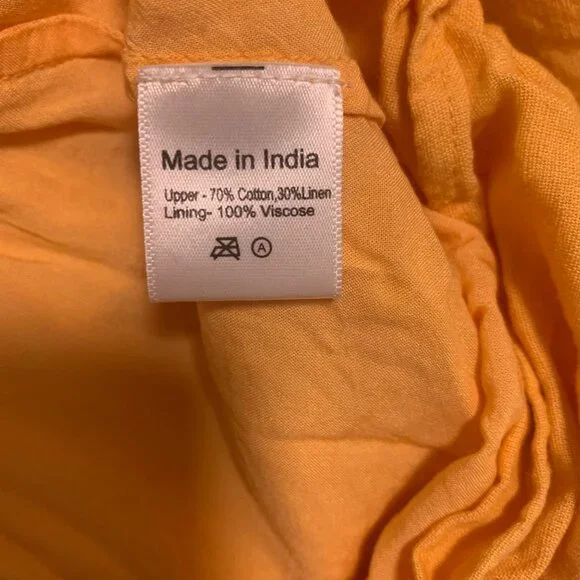 Made in India
Upper - 70% Cotton,30%Linen
Lining- 100% Viscose
A